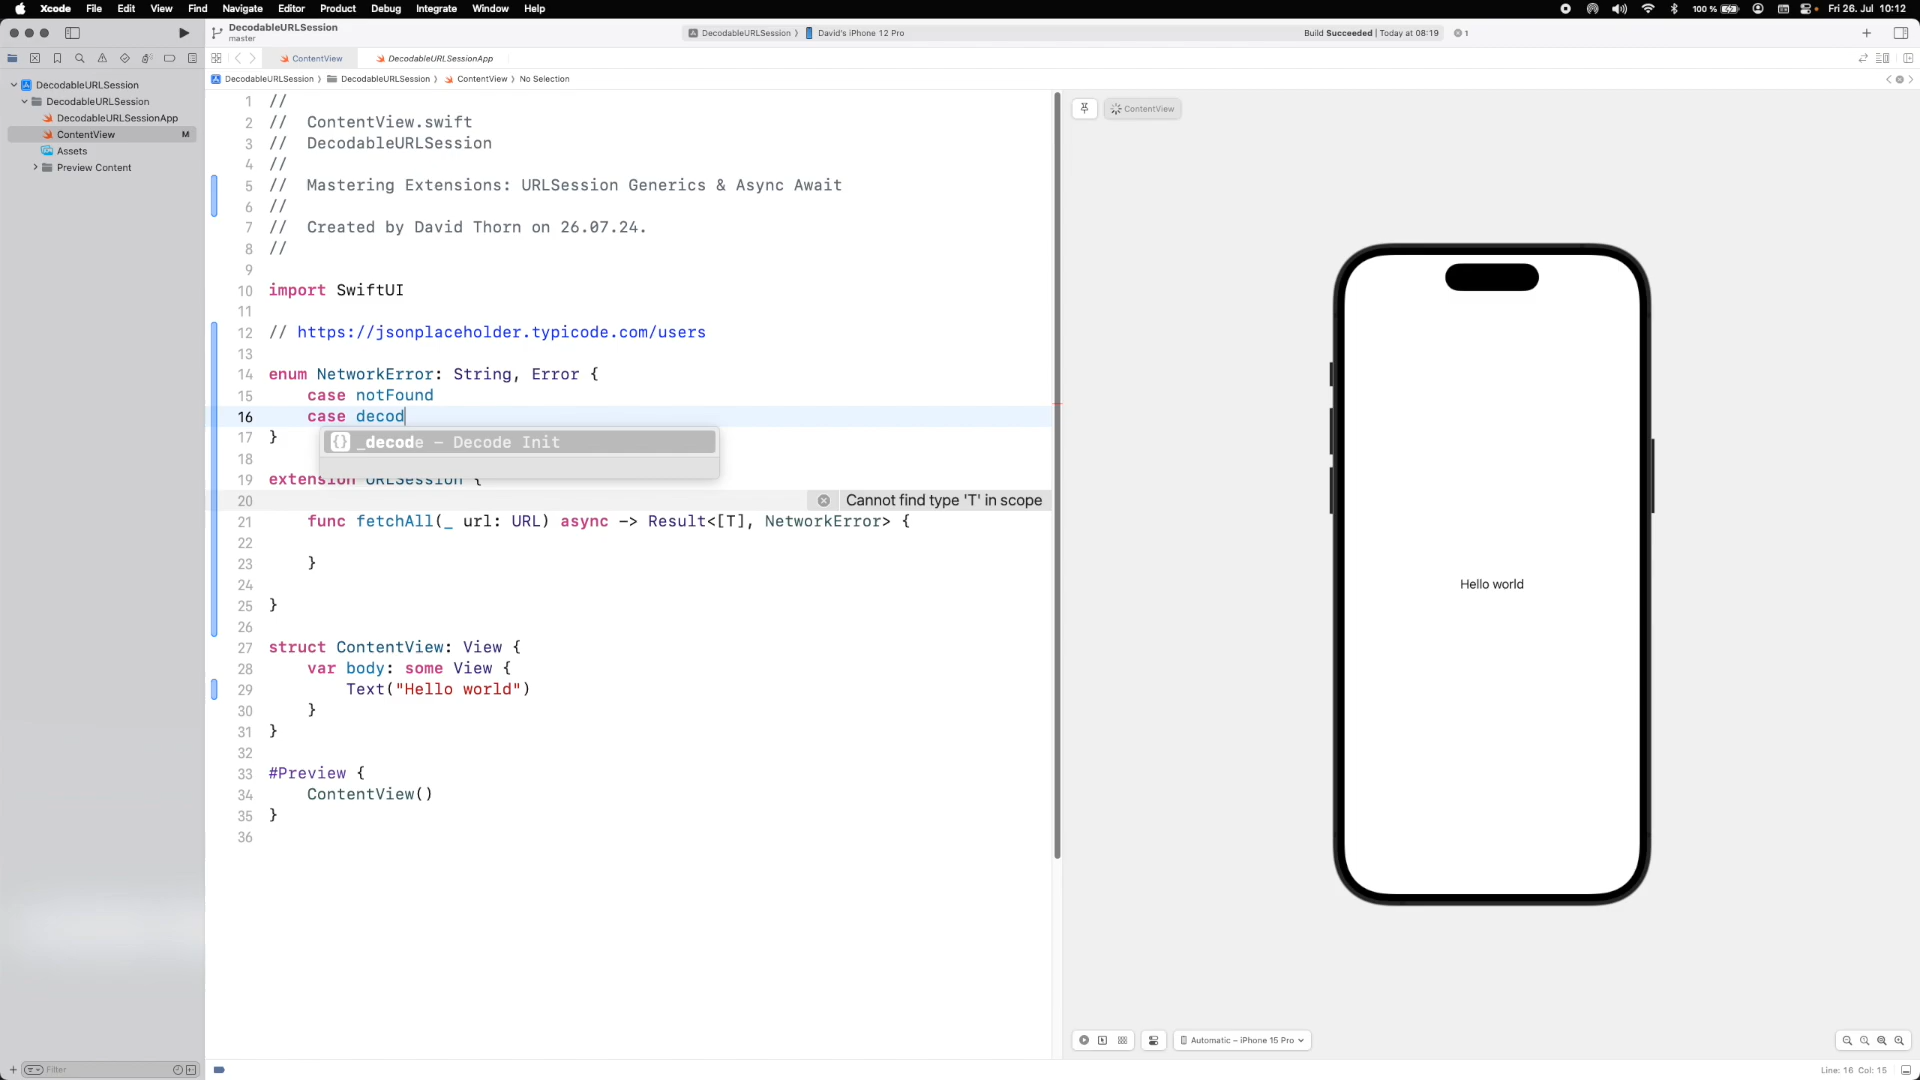 Xcode File Edit View Find Navigate Editor Product Debug Integrate Window Help 100 % Fri 26. Jul 10:12
DecodableURLSession
master
DecodableURLSession 〉 David's iPhone 12 Pro
Build Succeeded | Today at 08:19
1
ContentView
DecodableURLSessionApp
DecodableURLSession 〉 DecodableURLSession 〉 ContentView 〉 No Selection
DecodableURLSession
DecodableURLSession
DecodableURLSessionApp
ContentView M
Assets
Preview Content
1 //
2 // ContentView.swift
3 // DecodableURLSession
4 //
5 // Mastering Extensions: URLSession Generics & Async Await
6 //
7 // Created by David Thorn on 26.07.24.
8 //
9
10 import SwiftUI
11
12 // https://jsonplaceholder.typicode.com/users
13
14 enum NetworkError: String, Error {
15 case notFound
16 case decod
17 }
_decode – Decode Init
18
19 extension URLSession {
20 Cannot find type 'T' in scope
21 func fetchAll(_ url: URL) async -> Result<[T], NetworkError> {
22
23 }
24
25 }
26
27 struct ContentView: View {
28 var body: some View {
29 Text("Hello world")
30 }
31 }
32
33 #Preview {
34 ContentView()
35 }
36
ContentView
Hello world
Automatic – iPhone 15 Pro
Filter
Line: 16 Col: 15